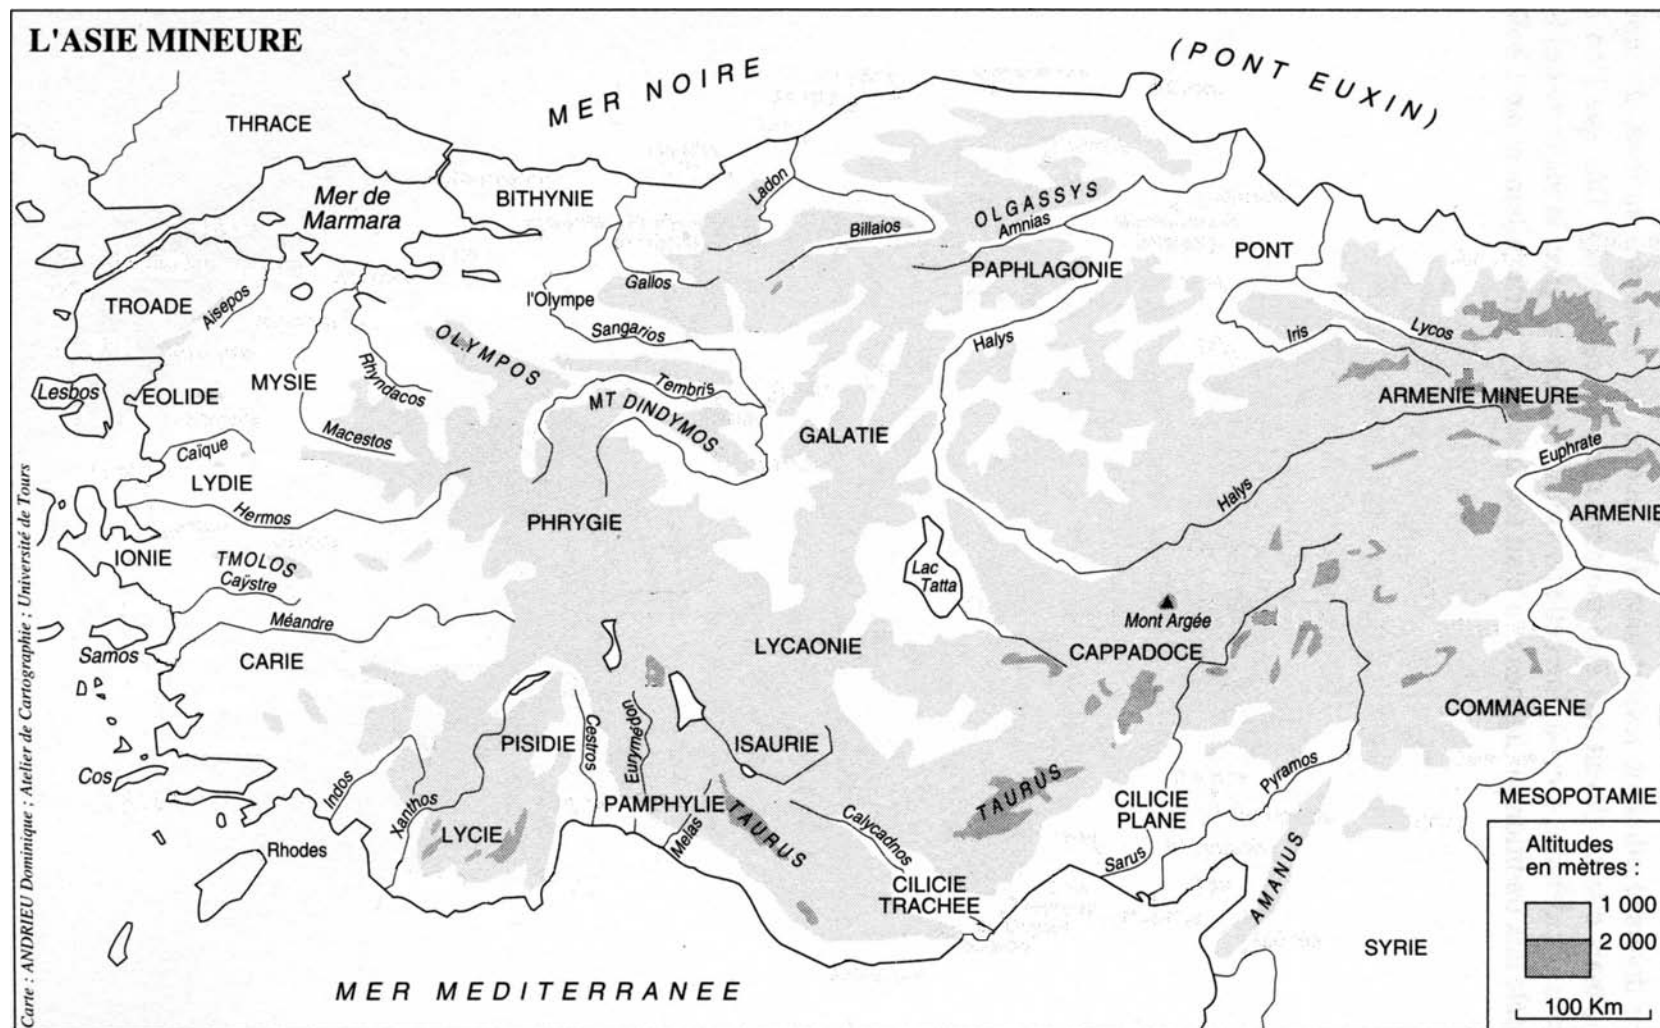 L'ASIE MINEURE
MER NOIRE
(PONT EUXIN)
THRACE
Mer de
Marmara
BITHYNIE
Ladon
Billaios
OLGASSYS
Amnias
PAPHLAGONIE
PONT
TROADE
Aisepos
l'Olympe
Gallos
Sangarios
Halys
Iris
Lycos
OLYMPOS
Rhyndacos
Tembris
MT DINDYMOS
Lesbos
EOLIDE
MYSIE
Macestos
GALATIE
ARMENIE MINEURE
Caïque
LYDIE
Hermos
PHRYGIE
Halys
Euphrate
ARMENIE
IONIE
TMOLOS
Caÿstre
Méandre
Lac
Tatta
Mont Argée
Samos
CARIE
LYCAONIE
CAPPADOCE
COMMAGENE
PISIDIE
Cestros
Eurymédon
ISAURIE
Cos
Indos
Xanthos
LYCIE
PAMPHYLIE
Melas
TAURUS
Calycadnos
TAURUS
CILICIE
PLANE
Pyramos
Sarus
MESOPOTAMIE
Rhodes
CILICIE
TRACHEE
AMANUS
SYRIE
MER MEDITERRANEE
Altitudes
en mètres :
1 000
2 000
100 Km
Carte : ANDRIEU Dominique ; Atelier de Cartographie ; Université de Tours